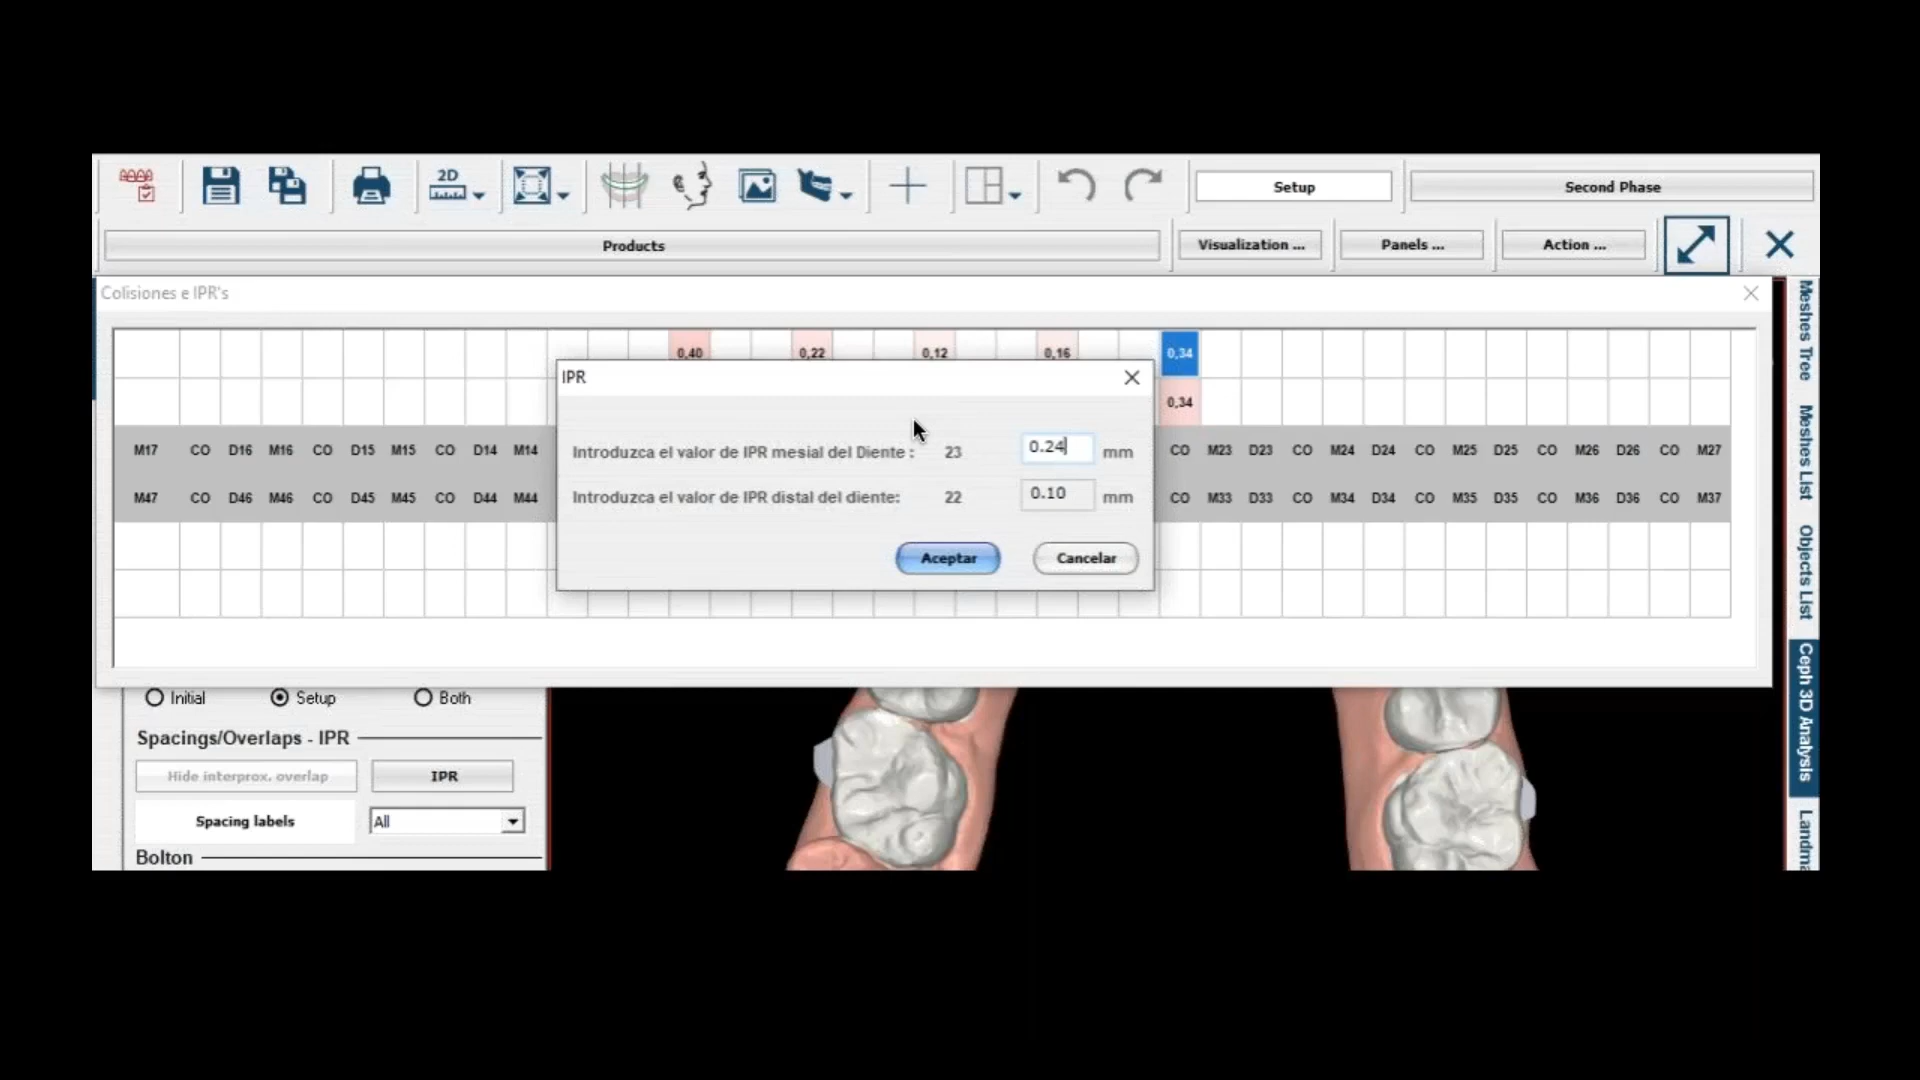 2D
Setup
Second Phase
Products
Visualization ...
Panels ...
Action ...
Colisiones e IPR's
0,40 0,22 0,12 0,16 0,34
0,34
IPR
Introduzca el valor de IPR mesial del Diente : 23 0.24 mm
Introduzca el valor de IPR distal del diente: 22 0.10 mm
Aceptar Cancelar
M17 CO D16 M16 CO D15 M15 CO D14 M14
CO M23 D23 CO M24 D24 CO M25 D25 CO M26 D26 CO M27
M47 CO D46 M46 CO D45 M45 CO D44 M44
CO M33 D33 CO M34 D34 CO M35 D35 CO M36 D36 CO M37
Initial Setup Both
Spacings/Overlaps - IPR
Hide interprox. overlap IPR
Spacing labels All
Bolton
Meshes Tree
Meshes List
Objects List
Ceph 3D Analysis